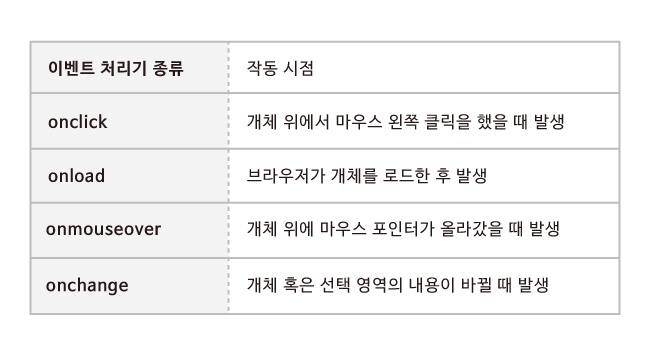 이벤트 처리기 종류 작동 시점
onclick 개체 위에서 마우스 왼쪽 클릭을 했을 때 발생
onload 브라우저가 개체를 로드한 후 발생
onmouseover 개체 위에 마우스 포인터가 올라갔을 때 발생
onchange 개체 혹은 선택 영역의 내용이 바뀔 때 발생